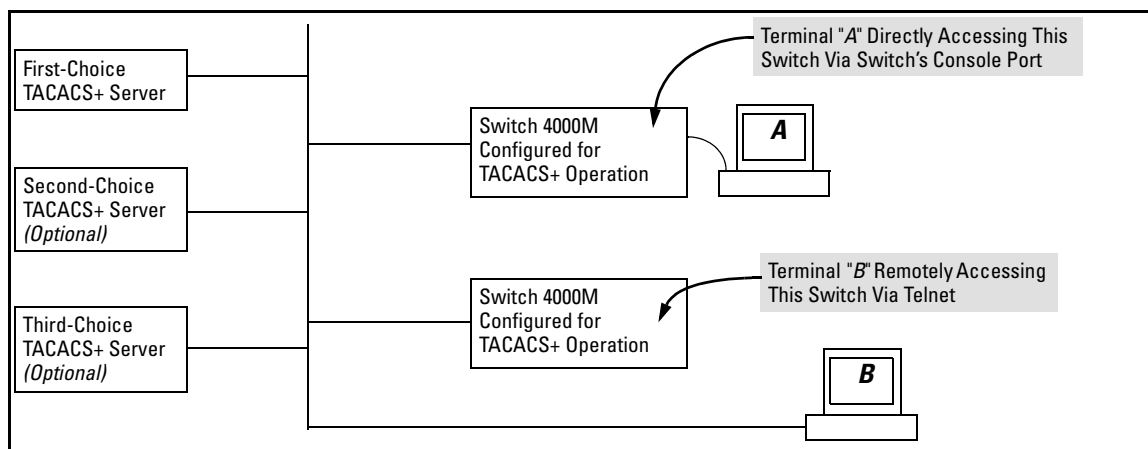 First-Choice
TACACS+ Server
Second-Choice
TACACS+ Server
(Optional)
Third-Choice
TACACS+ Server
(Optional)
Switch 4000M
Configured for
TACACS+ Operation
Terminal "A" Directly Accessing This
Switch Via Switch's Console Port
A
Switch 4000M
Configured for
TACACS+ Operation
Terminal "B" Remotely Accessing
This Switch Via Telnet
B